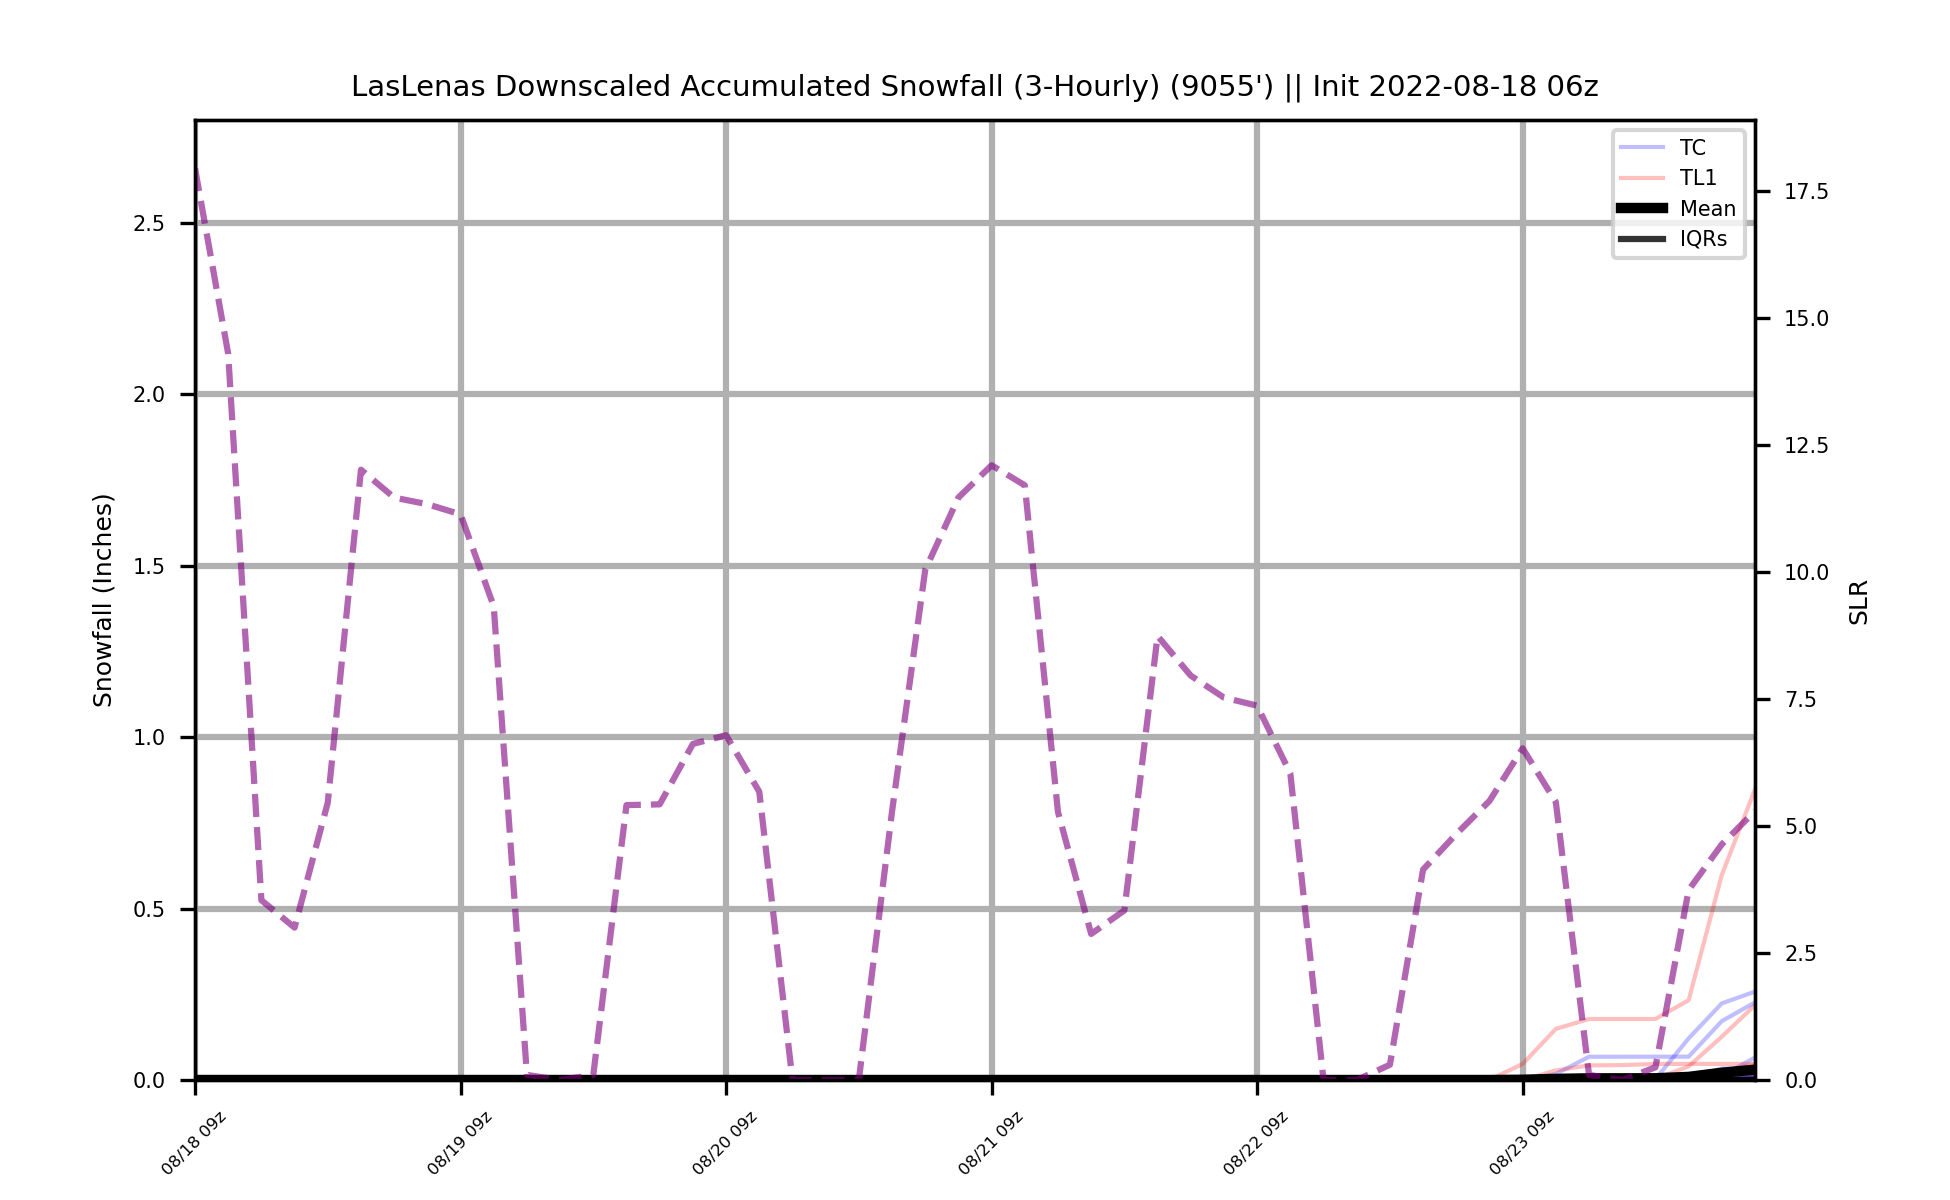 LasLenas Downscaled Accumulated Snowfall (3-Hourly) (9055') || Init 2022-08-18 06z
TC
TL1
Mean
IQRs
2.5
2.0
1.5
1.0
0.5
0.0
Snowfall (Inches)
17.5
15.0
12.5
10.0
7.5
5.0
2.5
0.0
SLR
08/18 09z
08/19 09z
08/20 09z
08/21 09z
08/22 09z
08/23 09z